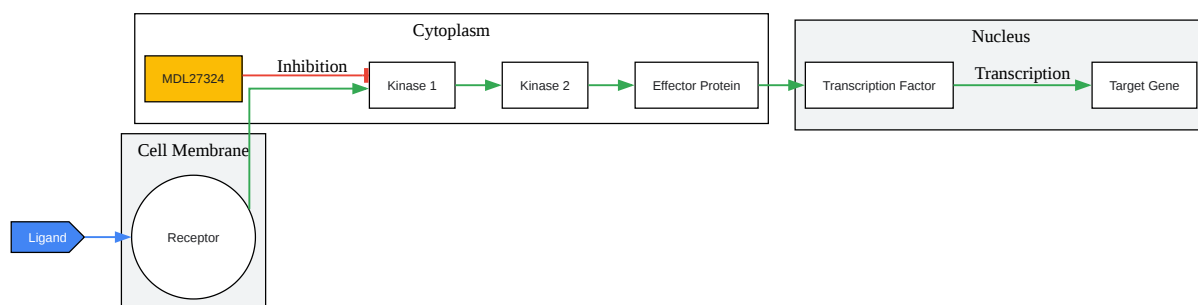 Cytoplasm
Nucleus
MDL27324
Inhibition
Kinase 1
Kinase 2
Effector Protein
Transcription Factor
Transcription
Target Gene
Cell Membrane
Ligand
Receptor